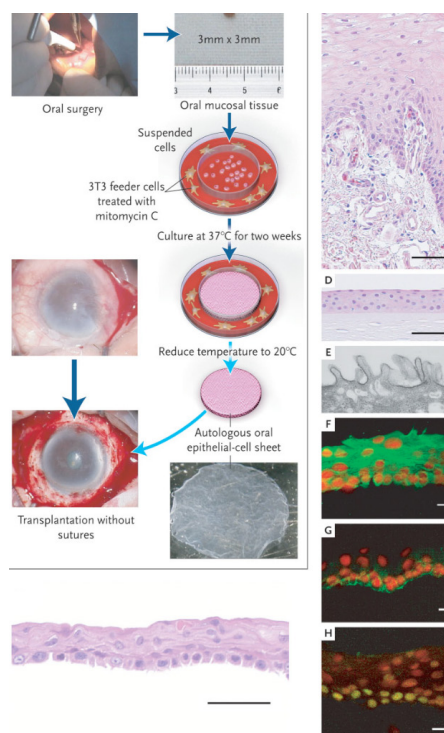 3mm x 3mm
3 4 5 6
Oral surgery
Oral mucosal tissue
Suspended
cells
3T3 feeder cells
treated with
mitomycin C
Culture at 37°C for two weeks
Reduce temperature to 20°C
Autologous oral
epithelial-cell sheet
Transplantation without
sutures
D
E
F
G
H